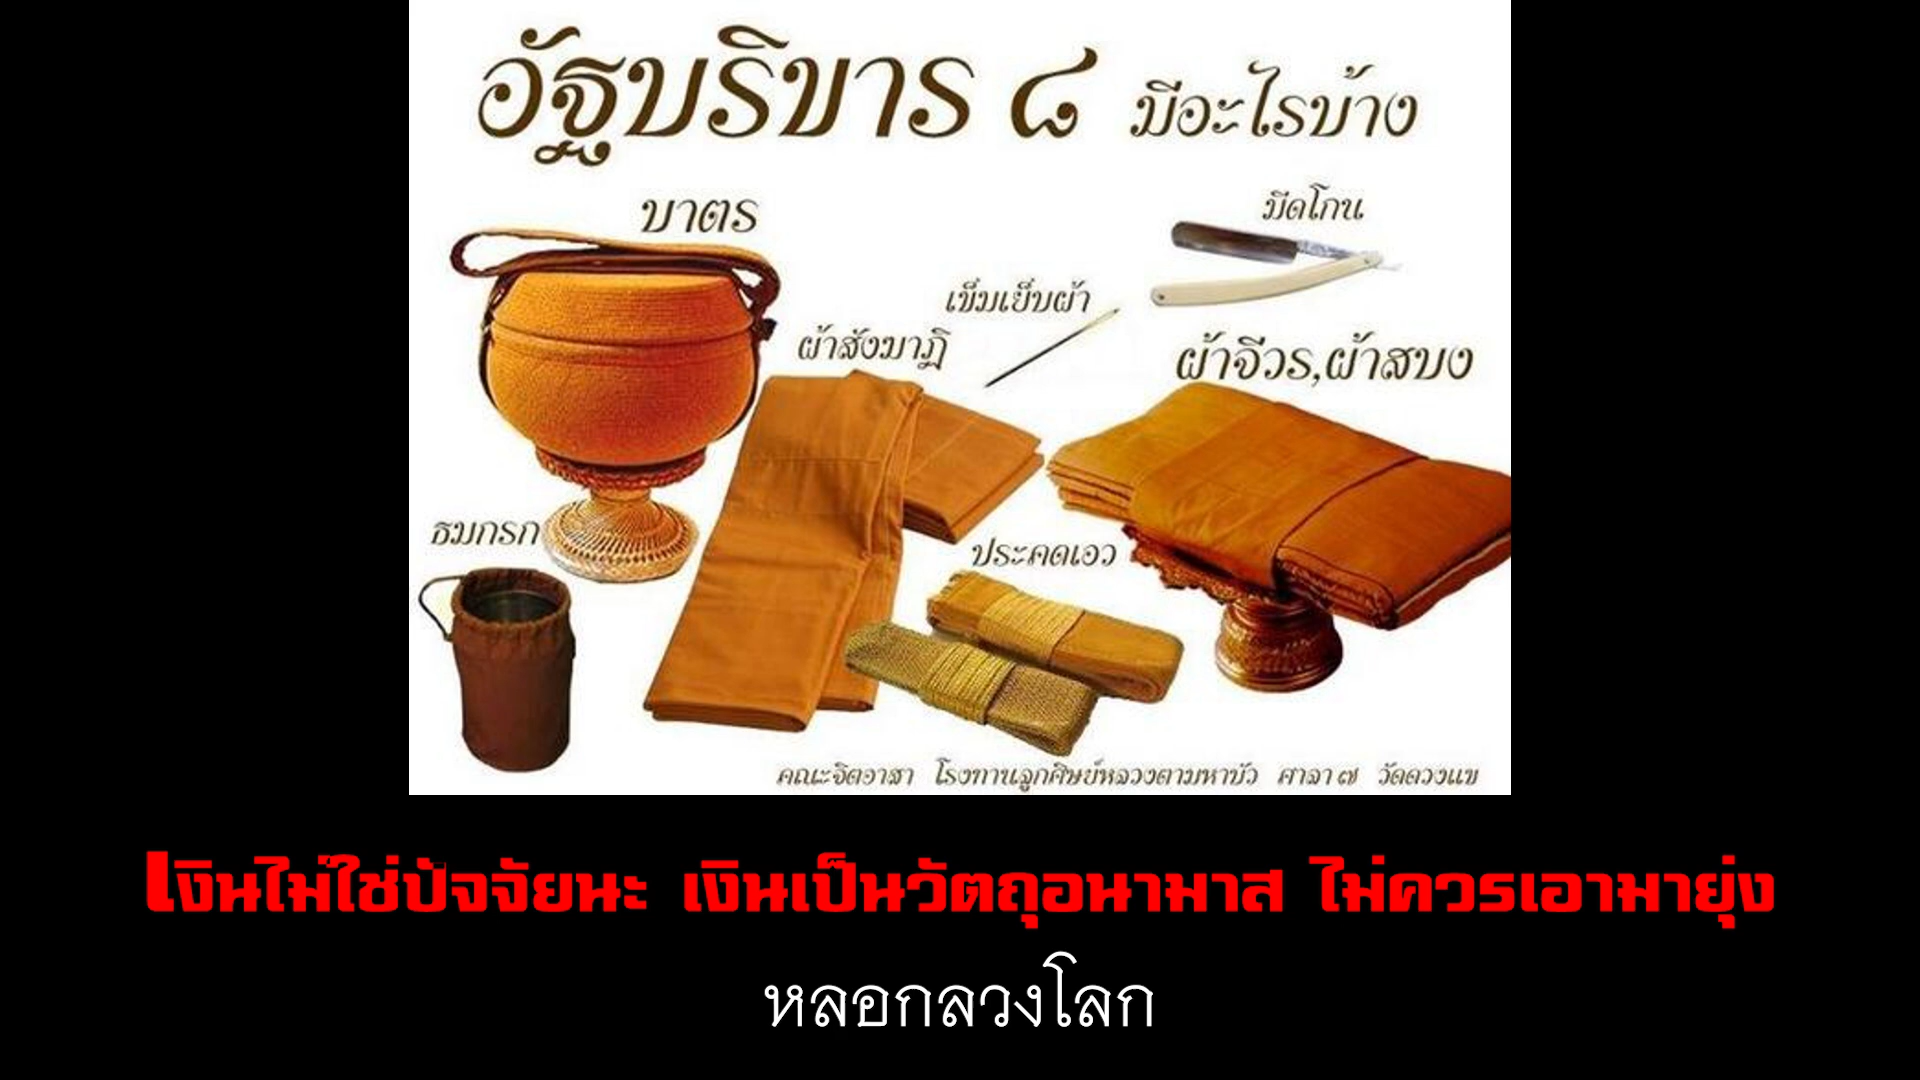 อัฐบริขาร ๘ มีอะไรบ้าง
บาตร
มีดโกน
เข็มเย็บผ้า
ผ้าสังฆาฏิ
ผ้าจีวร,ผ้าสบง
ธมกรก
ประคดเอว
คณะจิตอาสา โรงทานลูกศิษย์หลวงตามหาบัว ศาลา ๗ วัดดวงแข
เงินไม่ใช่ปัจจัยนะ เงินเป็นวัตถุอนามาส ไม่ควรเอามายุ่ง
หลอกลวงโลก